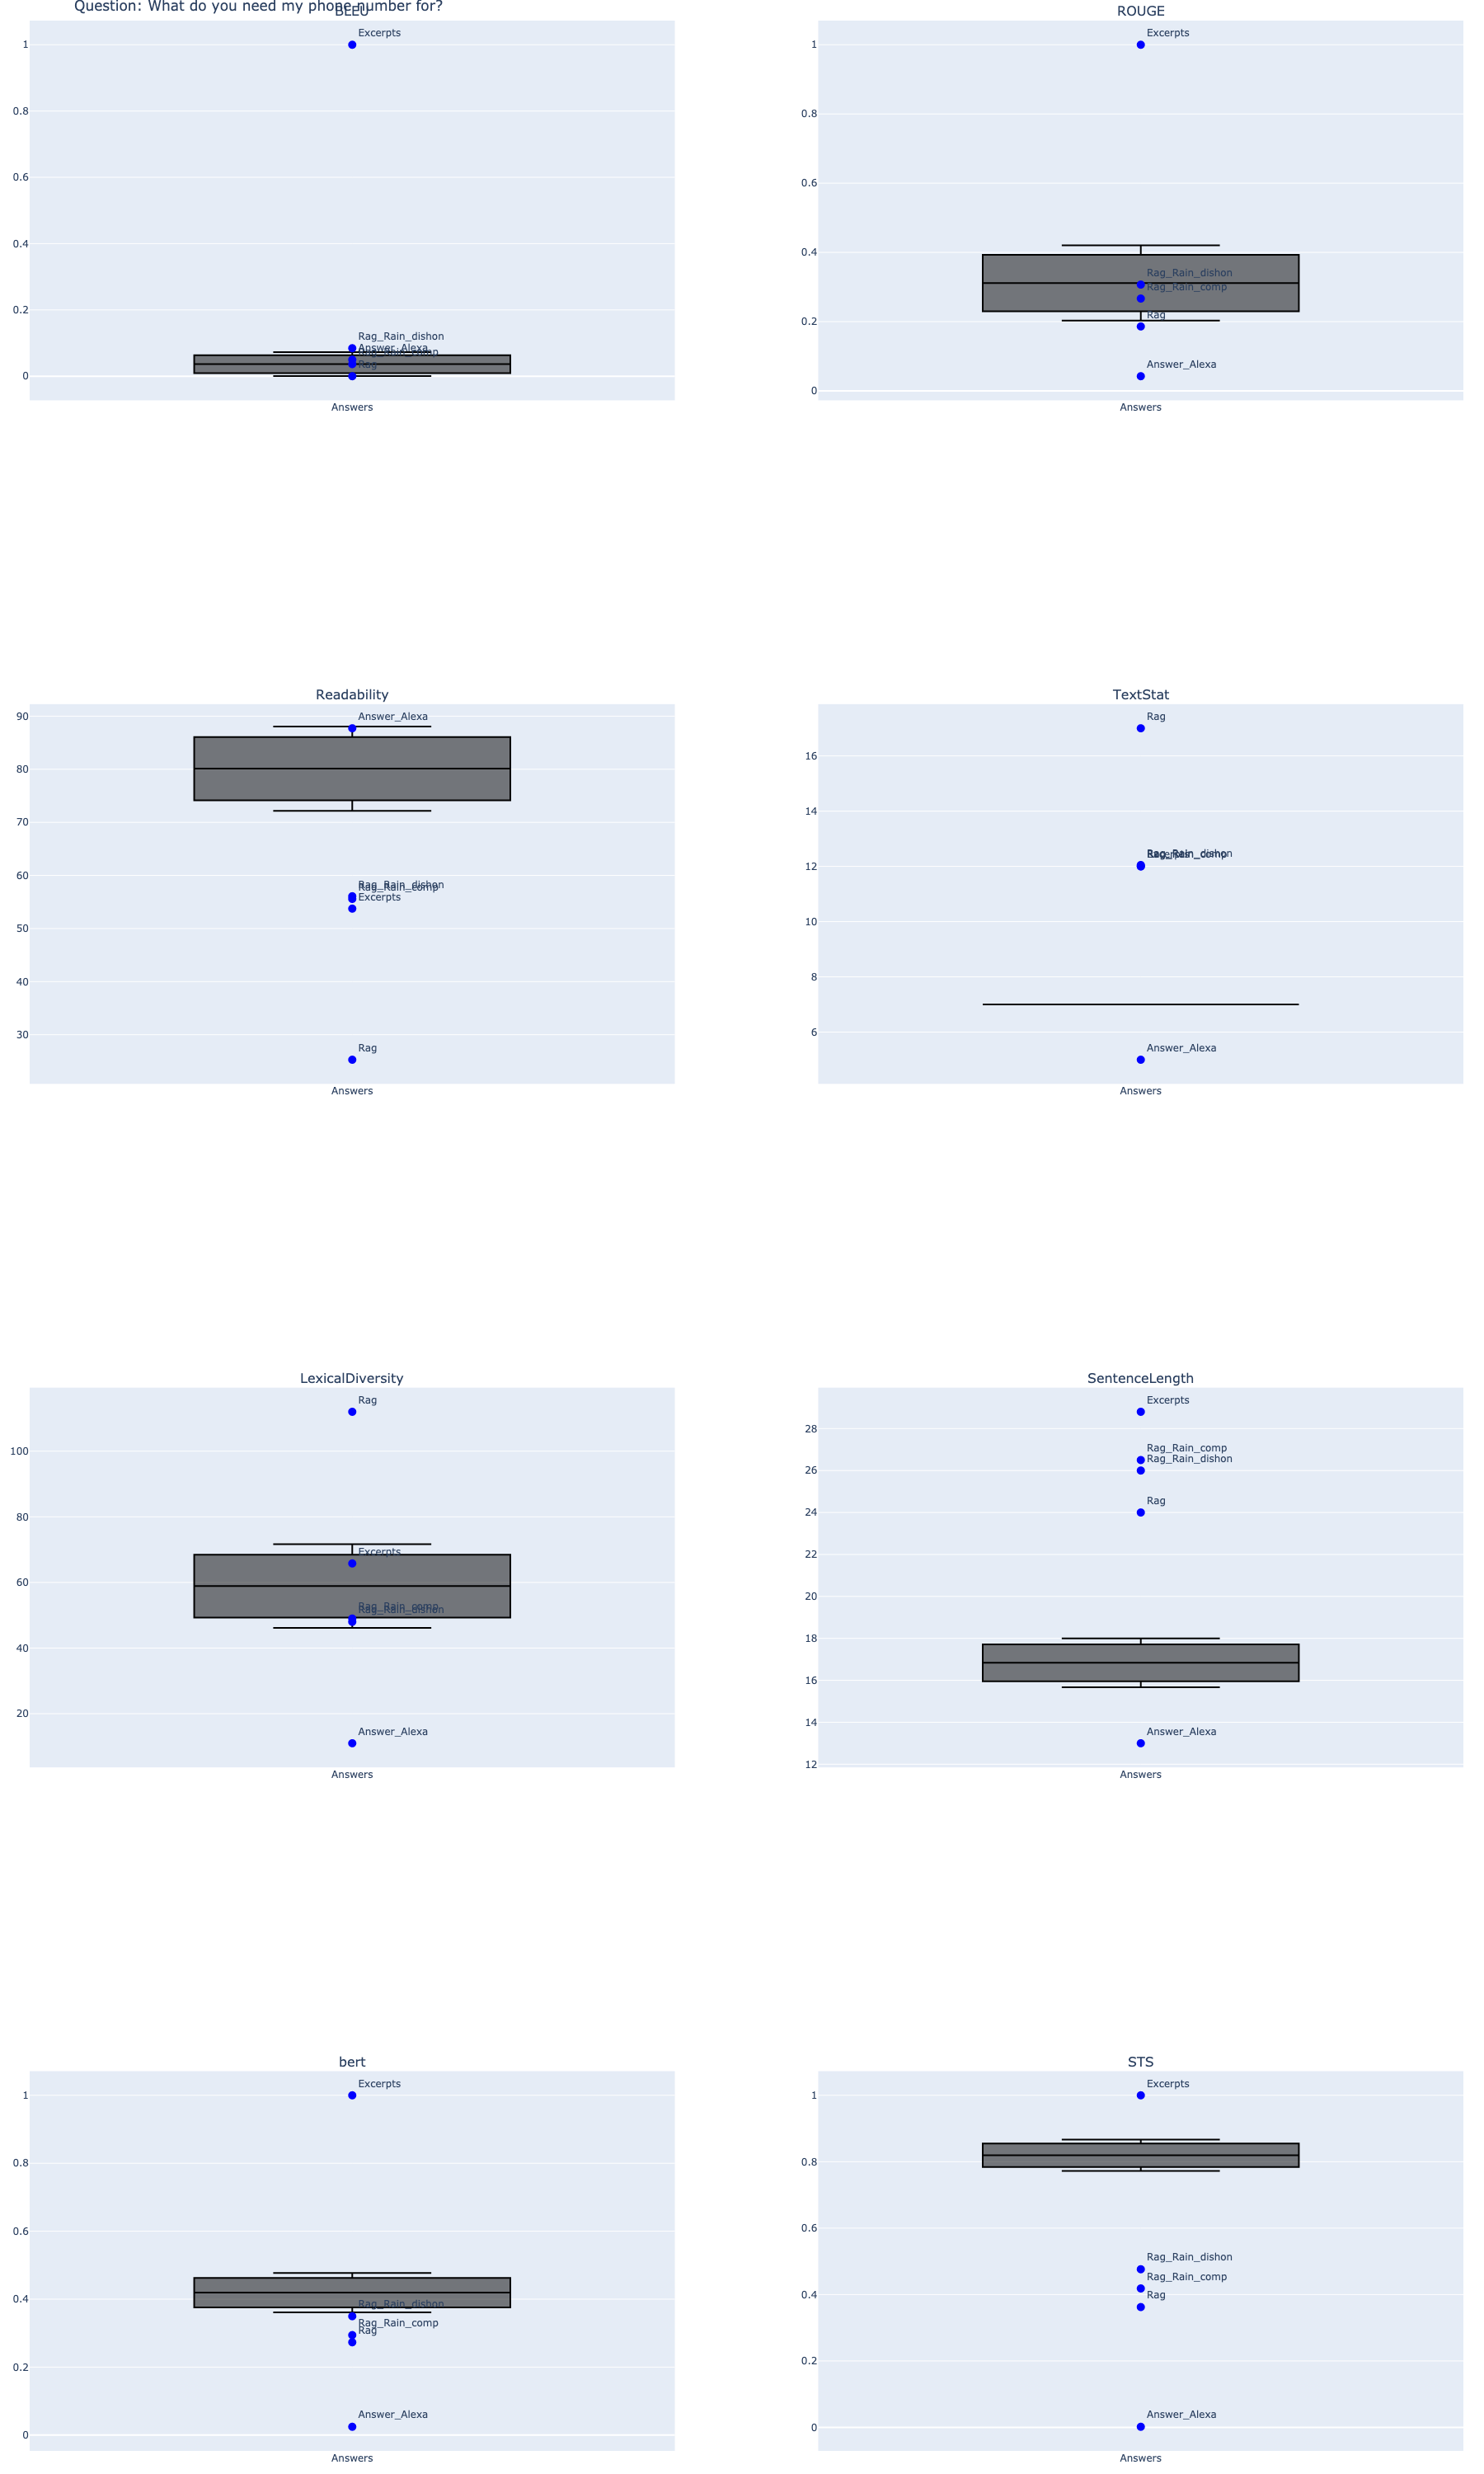 Question: What do you need my phone number for?
BLEU
Excerpts
1
0.8
0.6
0.4
0.2
0
Rag_Rain_dishon
Answer_Alexa
Rag_Rain_comp
Rag
Answers
ROUGE
Excerpts
1
0.8
0.6
0.4
0.2
0
Rag_Rain_dishon
Rag_Rain_comp
Rag
Answer_Alexa
Answers
Readability
90
80
70
60
50
40
30
Answer_Alexa
Rag_Rain_dishon
Rag_Rain_comp
Excerpts
Rag
Answers
TextStat
16
14
12
10
8
6
Rag
Rag_Rain_dishon
Rag_Rain_comp
Excerpts
Answer_Alexa
Answers
LexicalDiversity
100
80
60
40
20
Rag
Excerpts
Rag_Rain_comp
Rag_Rain_dishon
Answer_Alexa
Answers
SentenceLength
28
26
24
22
20
18
16
14
12
Excerpts
Rag_Rain_comp
Rag_Rain_dishon
Rag
Answer_Alexa
Answers
bert
1
0.8
0.6
0.4
0.2
0
Excerpts
Rag_Rain_dishon
Rag_Rain_comp
Rag
Answer_Alexa
Answers
STS
1
0.8
0.6
0.4
0.2
0
Excerpts
Rag_Rain_dishon
Rag_Rain_comp
Rag
Answer_Alexa
Answers